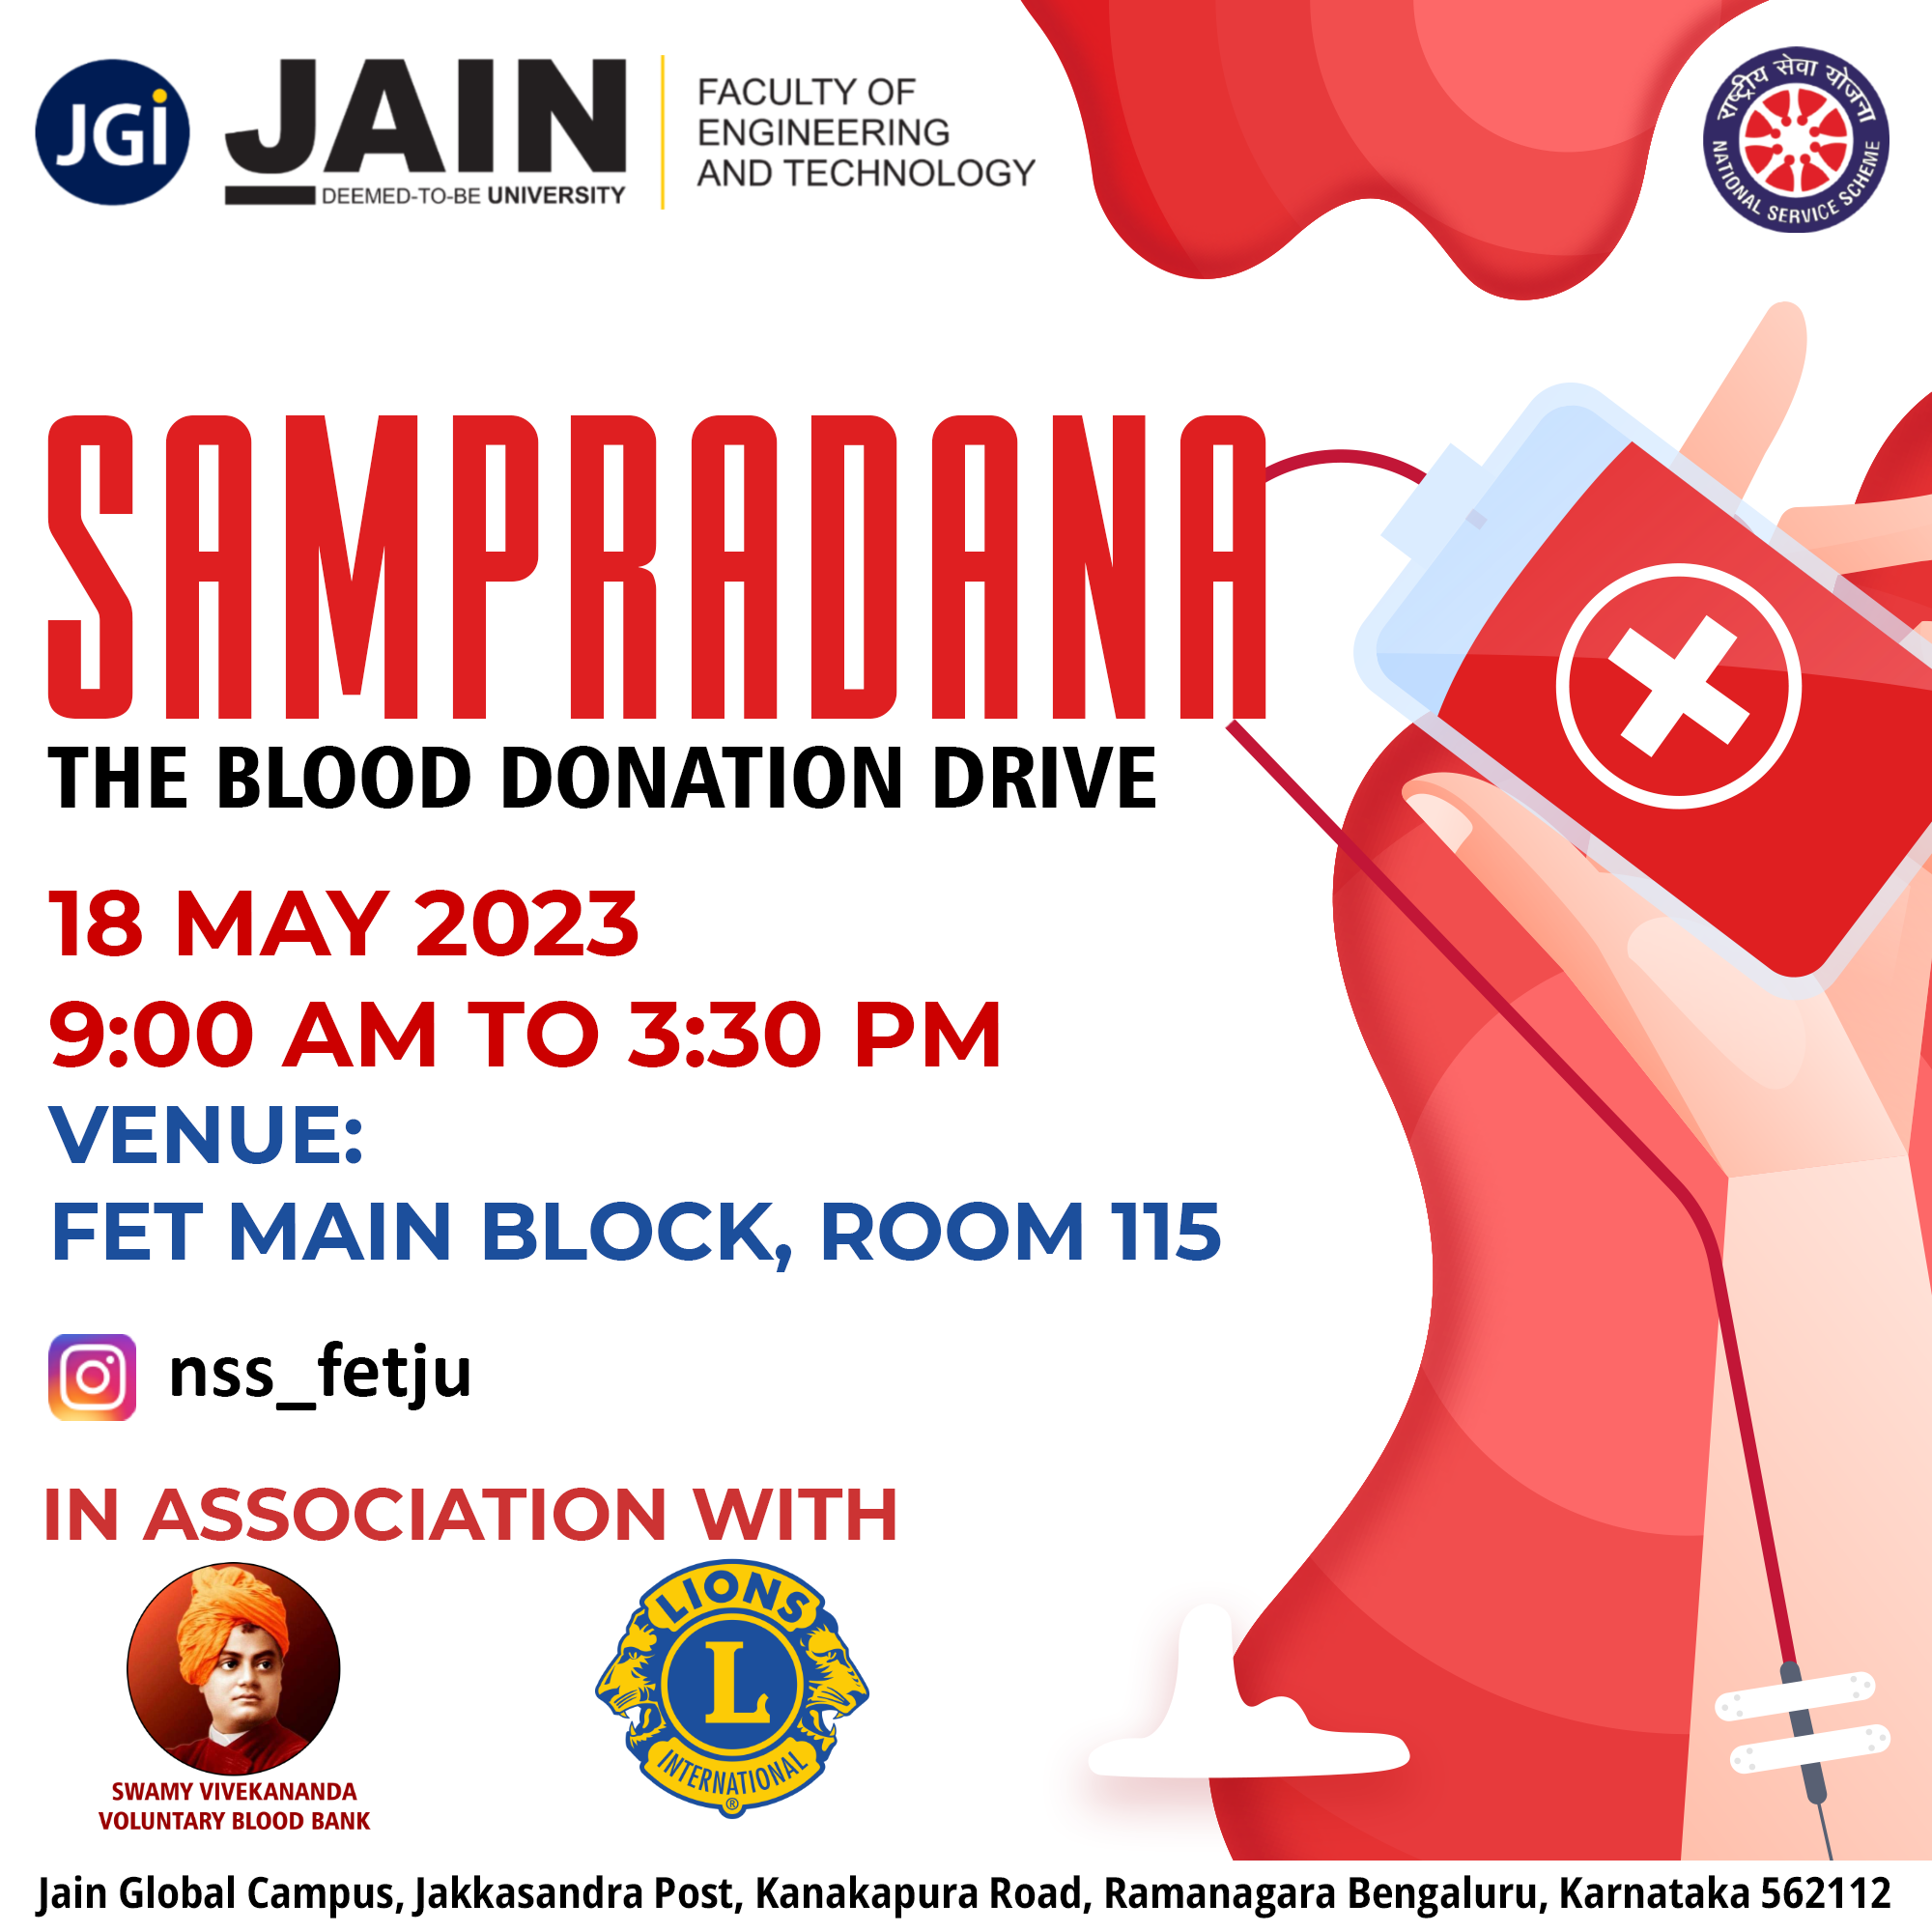 JGi
JAIN
DEEMED-TO-BE UNIVERSITY
FACULTY OF
ENGINEERING
AND TECHNOLOGY
राष्ट्रीय सेवा योजना
NATIONAL SERVICE SCHEME
SAMPRADANA
THE BLOOD DONATION DRIVE
18 MAY 2023
9:00 AM TO 3:30 PM
VENUE:
FET MAIN BLOCK, ROOM 115
nss_fetju
IN ASSOCIATION WITH
SWAMY VIVEKANANDA
VOLUNTARY BLOOD BANK
LIONS
L
INTERNATIONAL
®
Jain Global Campus, Jakkasandra Post, Kanakapura Road, Ramanagara Bengaluru, Karnataka 562112